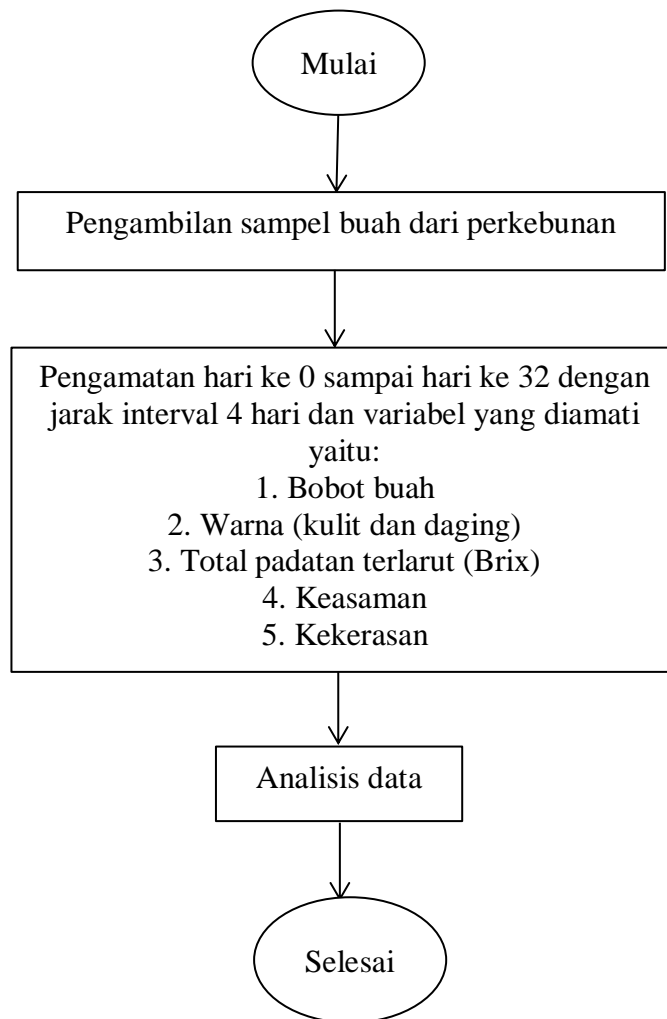 Mulai
Pengambilan sampel buah dari perkebunan
Pengamatan hari ke 0 sampai hari ke 32 dengan
jarak interval 4 hari dan variabel yang diamati
yaitu:
1. Bobot buah
2. Warna (kulit dan daging)
3. Total padatan terlarut (Brix)
4. Keasaman
5. Kekerasan
Analisis data
Selesai